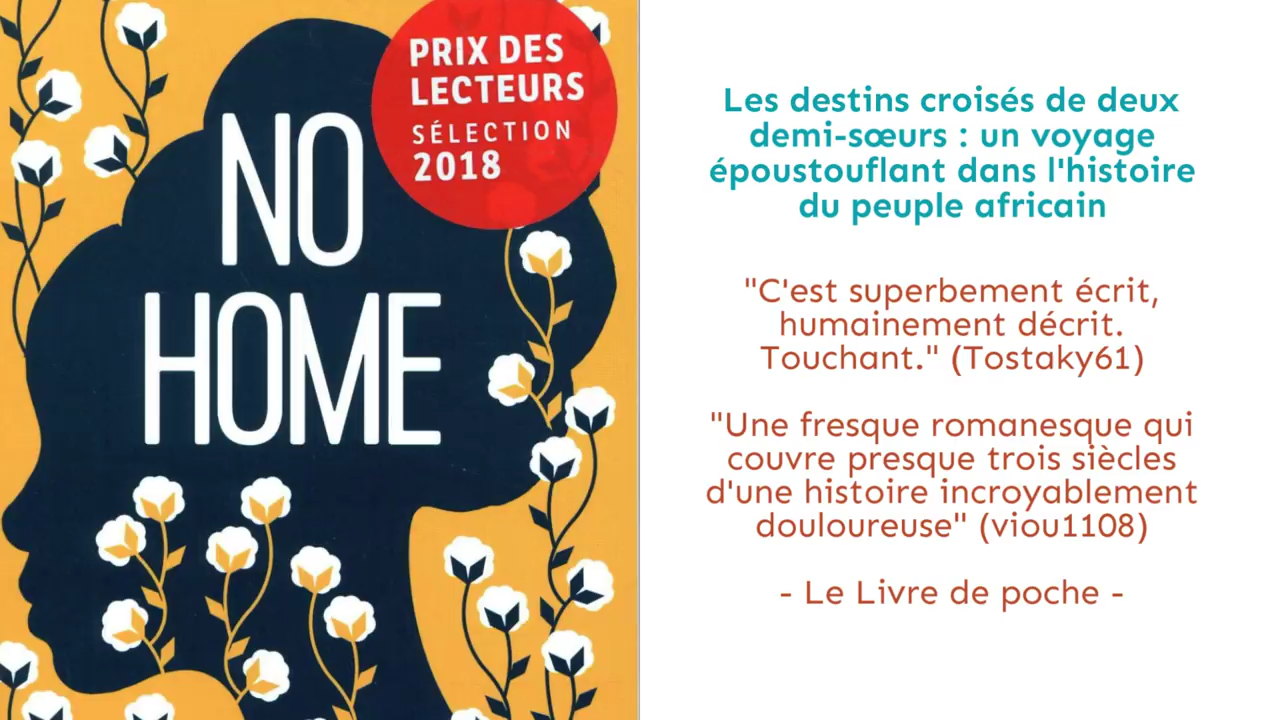 NO
HOME
PRIX DES
LECTEURS
SÉLECTION
2018
Les destins croisés de deux
demi-sœurs : un voyage
époustouflant dans l'histoire
du peuple africain
"C'est superbement écrit,
humainement décrit.
Touchant." (Tostaky61)
"Une fresque romanesque qui
couvre presque trois siècles
d'une histoire incroyablement
douloureuse" (viou1108)
- Le Livre de poche -